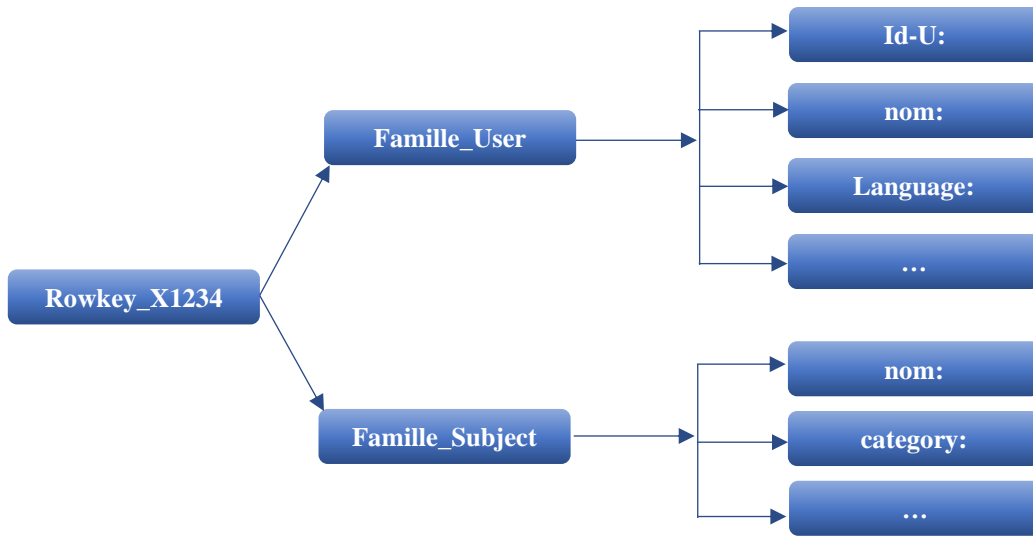 Id-U:
nom:
Famille_User
Language:
…
Rowkey_X1234
nom:
Famille_Subject
category:
…